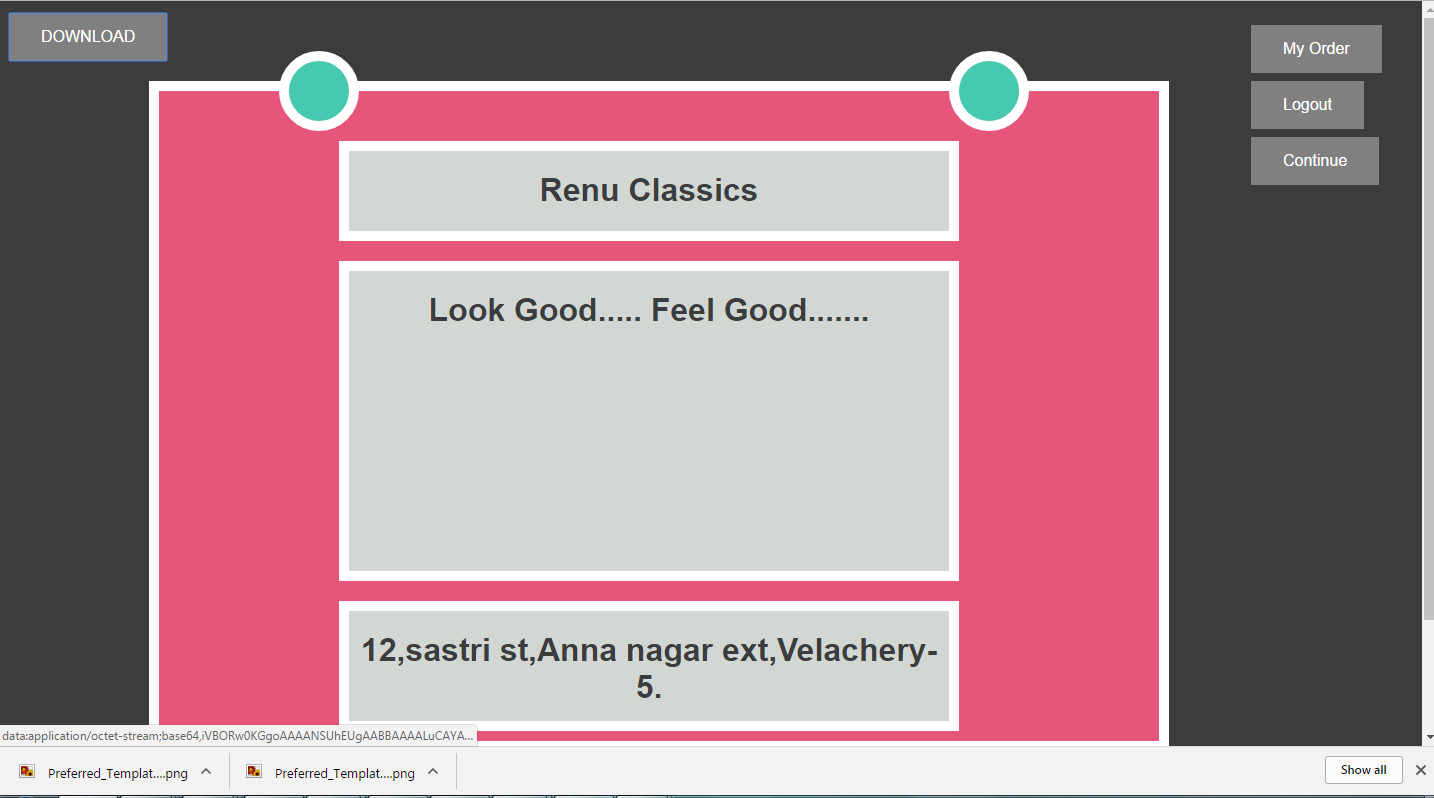 DOWNLOAD
My Order
Logout
Continue
Renu Classics
Look Good..... Feel Good.......
12,sastri st,Anna nagar ext,Velachery-
5.
data:application/octet-stream;base64,iVBORw0KGgoAAAANSUhEUgAABBAAAALuCAYA...
Preferred_Templat....png
Preferred_Templat....png
Show all